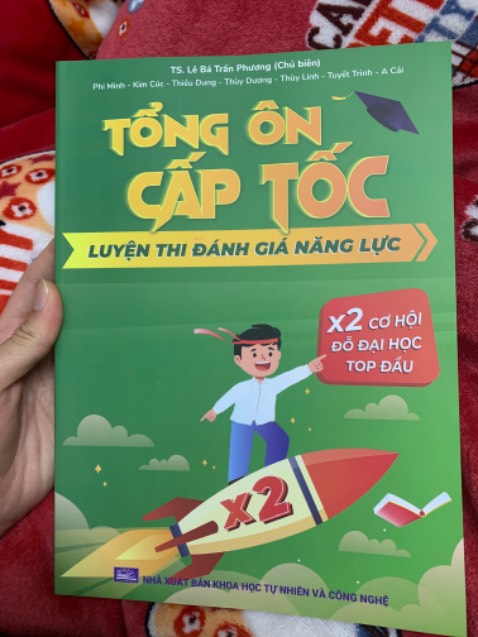 TS. Lê Bá Trần Phương (Chủ biên)
Phí Minh - Kim Cúc - Thiều Dung - Thùy Dương - Thùy Linh - Tuyết Trinh - A Cải
TỔNG ÔN
CẤP TỐC
LUYỆN THI ĐÁNH GIÁ NĂNG LỰC
x2 CƠ HỘI
ĐỖ ĐẠI HỌC
TOP ĐẦU
x2
NHÀ XUẤT BẢN KHOA HỌC TỰ NHIÊN VÀ CÔNG NGHỆ